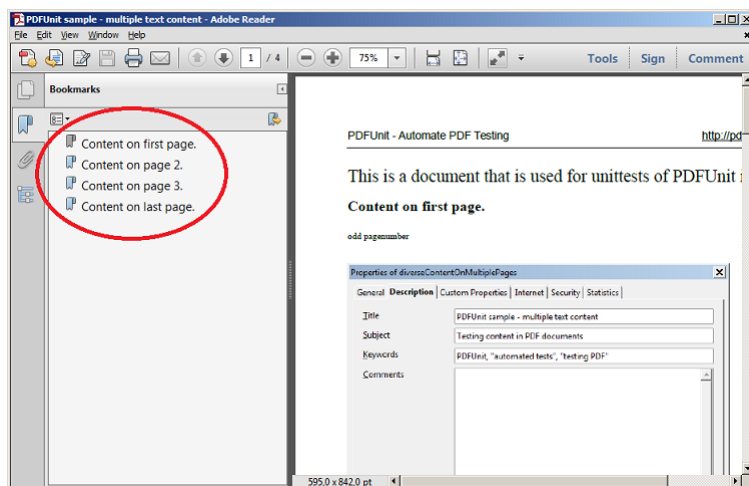 PDFUnit sample - multiple text content - Adobe Reader
File Edit View Window Help
1 / 4 75% Tools Sign Comment
Bookmarks
Content on first page.
Content on page 2.
Content on page 3.
Content on last page.
PDFUnit - Automate PDF Testing http://pd
This is a document that is used for unittests of PDFUnit
Content on first page.
odd pagenumber
Properties of diverseContentOnMultiplePages
General Description Custom Properties Internet Security Statistics
Title PDFUnit sample - multiple text content
Subject Testing content in PDF documents
Keywords PDFUnit, "automated tests", "testing PDF"
Comments
595,0 x 842,0 pt